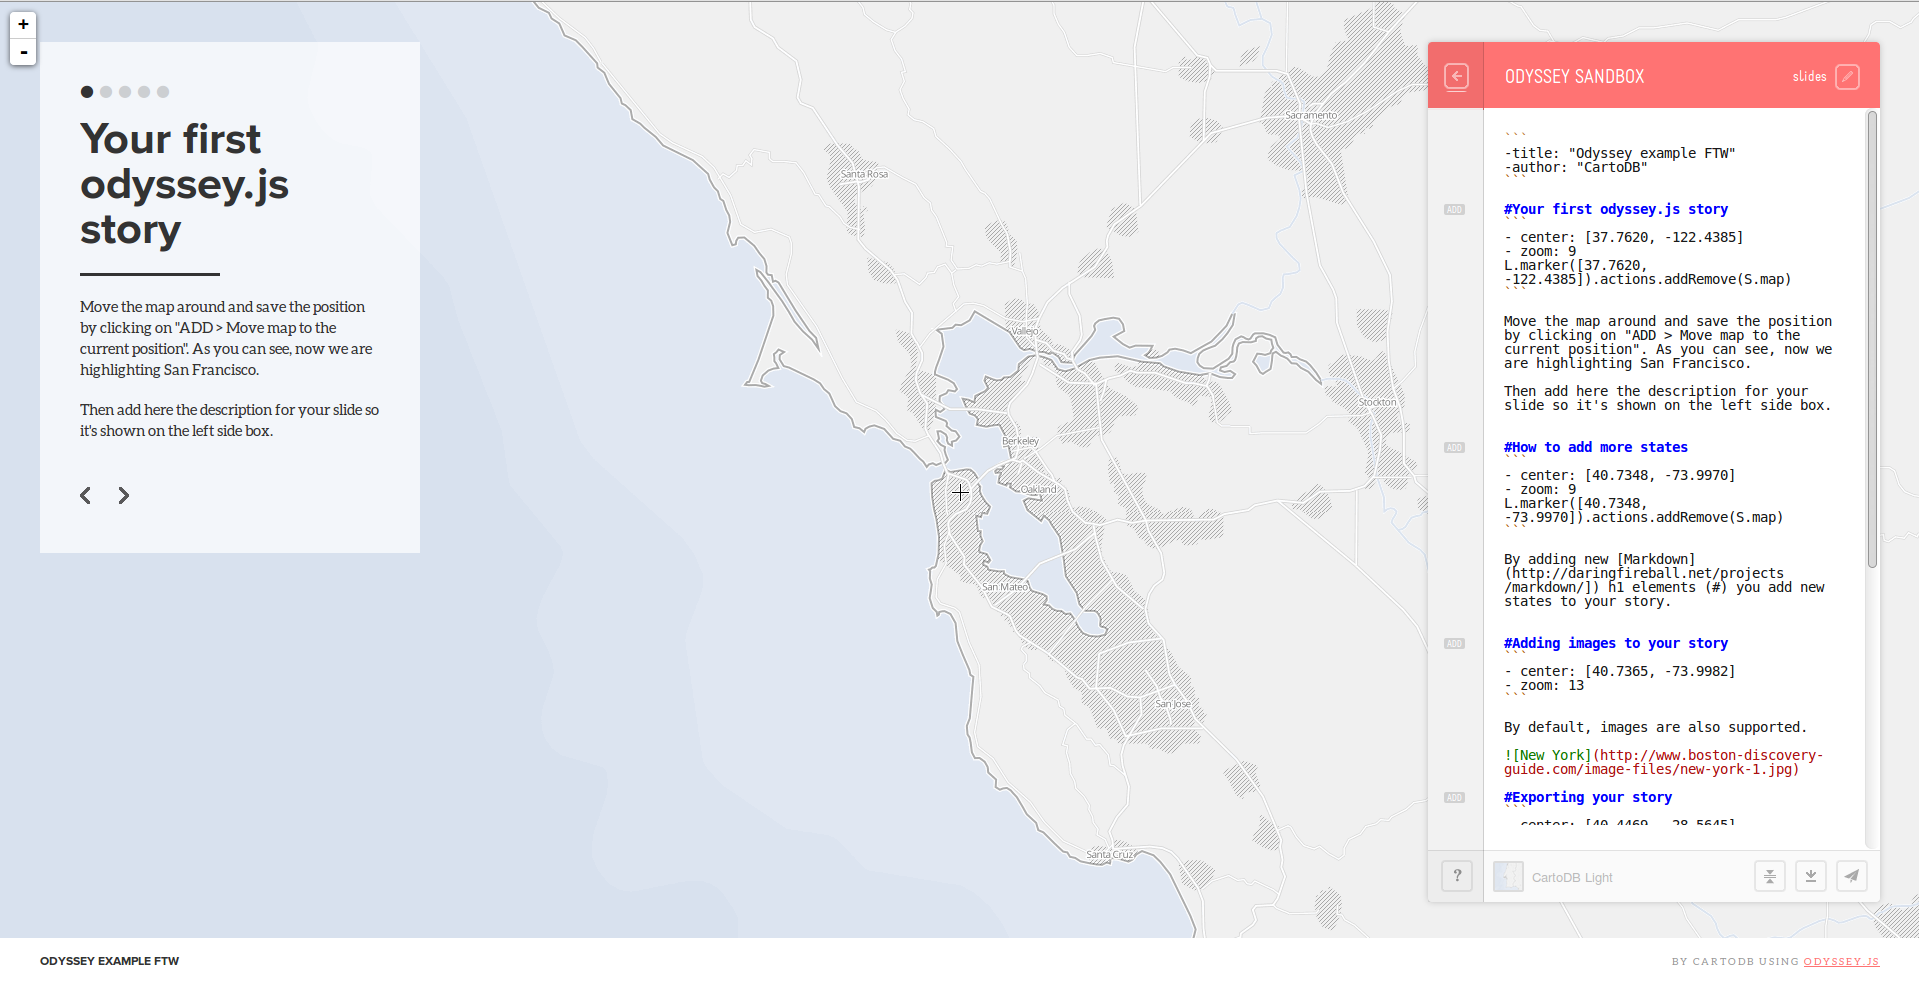 +
-
Your first
odyssey.js
story
Move the map around and save the position
by clicking on "ADD > Move map to the
current position". As you can see, now we are
highlighting San Francisco.
Then add here the description for your slide so
it's shown on the left side box.
Sacramento
Santa Rosa
Vallejo
Stockton
Berkeley
Oakland
San Mateo
San Jose
Santa Cruz
ODYSSEY SANDBOX
slides
```
-title: "Odyssey example FTW"
-author: "CartoDB"
```
ADD
#Your first odyssey.js story
```
- center: [37.7620, -122.4385]
- zoom: 9
L.marker([37.7620,
-122.4385]).actions.addRemove(S.map)
```
Move the map around and save the position
by clicking on "ADD > Move map to the
current position". As you can see, now we
are highlighting San Francisco.
Then add here the description for your
slide so it's shown on the left side box.
ADD
#How to add more states
```
- center: [40.7348, -73.9970]
- zoom: 9
L.marker([40.7348,
-73.9970]).actions.addRemove(S.map)
```
By adding new [Markdown]
(http://daringfireball.net/projects
/markdown/]) h1 elements (#) you add new
states to your story.
ADD
#Adding images to your story
```
- center: [40.7365, -73.9982]
- zoom: 13
```
By default, images are also supported.
![New York](http://www.boston-discovery-
guide.com/image-files/new-york-1.jpg)
ADD
#Exporting your story
```
- center: [40.4469, -28.5645]
?
CartoDB Light
ODYSSEY EXAMPLE FTW
BY CARTODB USING ODYSSEY.JS